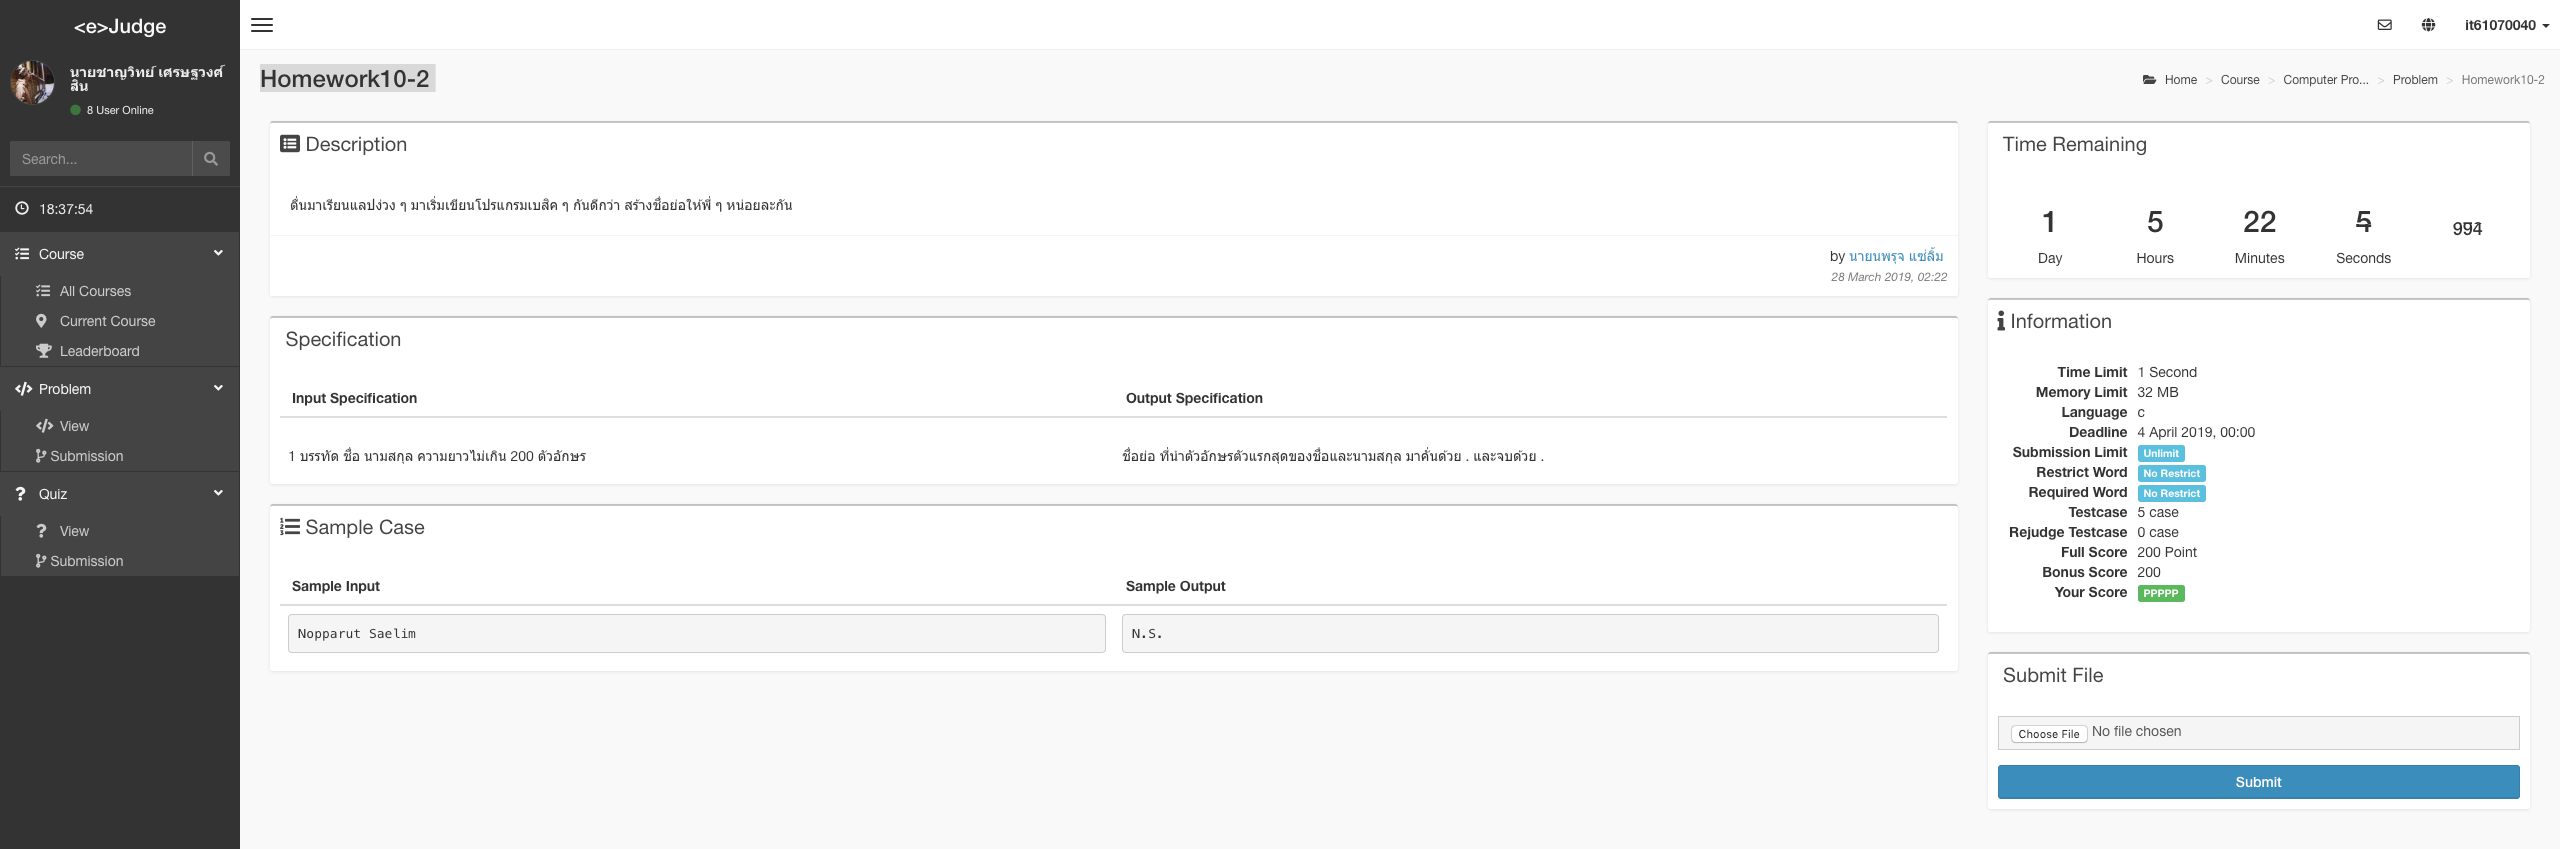 <e>Judge
นายชาญวิทย์ เศรษฐวงศ์
สิน
8 User Online
Search...
18:37:54
Course
All Courses
Current Course
Leaderboard
Problem
View
Submission
Quiz
View
Submission
it61070040
Homework10-2
Home > Course > Computer Pro... > Problem > Homework10-2
Description
ตื่นมาเรียนแลปง่วง ๆ มาเริ่มเขียนโปรแกรมเบสิค ๆ กันดีกว่า สร้างชื่อย่อให้พี่ ๆ หน่อยละกัน
by นายนพรุจ แซ่ลิ้ม
28 March 2019, 02:22
Specification
Input Specification
Output Specification
1 บรรทัด ชื่อ นามสกุล ความยาวไม่เกิน 200 ตัวอักษร
ชื่อย่อ ที่นำตัวอักษรตัวแรกสุดของชื่อและนามสกุล มาคั่นด้วย . และจบด้วย .
Sample Case
Sample Input
Sample Output
Nopparut Saelim
N.S.
Time Remaining
1 5 22
Day Hours Minutes Seconds
Information
Time Limit 1 Second
Memory Limit 32 MB
Language c
Deadline 4 April 2019, 00:00
Submission Limit Unlimit
Restrict Word No Restrict
Required Word No Restrict
Testcase 5 case
Rejudge Testcase 0 case
Full Score 200 Point
Bonus Score 200
Your Score PPPPP
Submit File
Choose File No file chosen
Submit